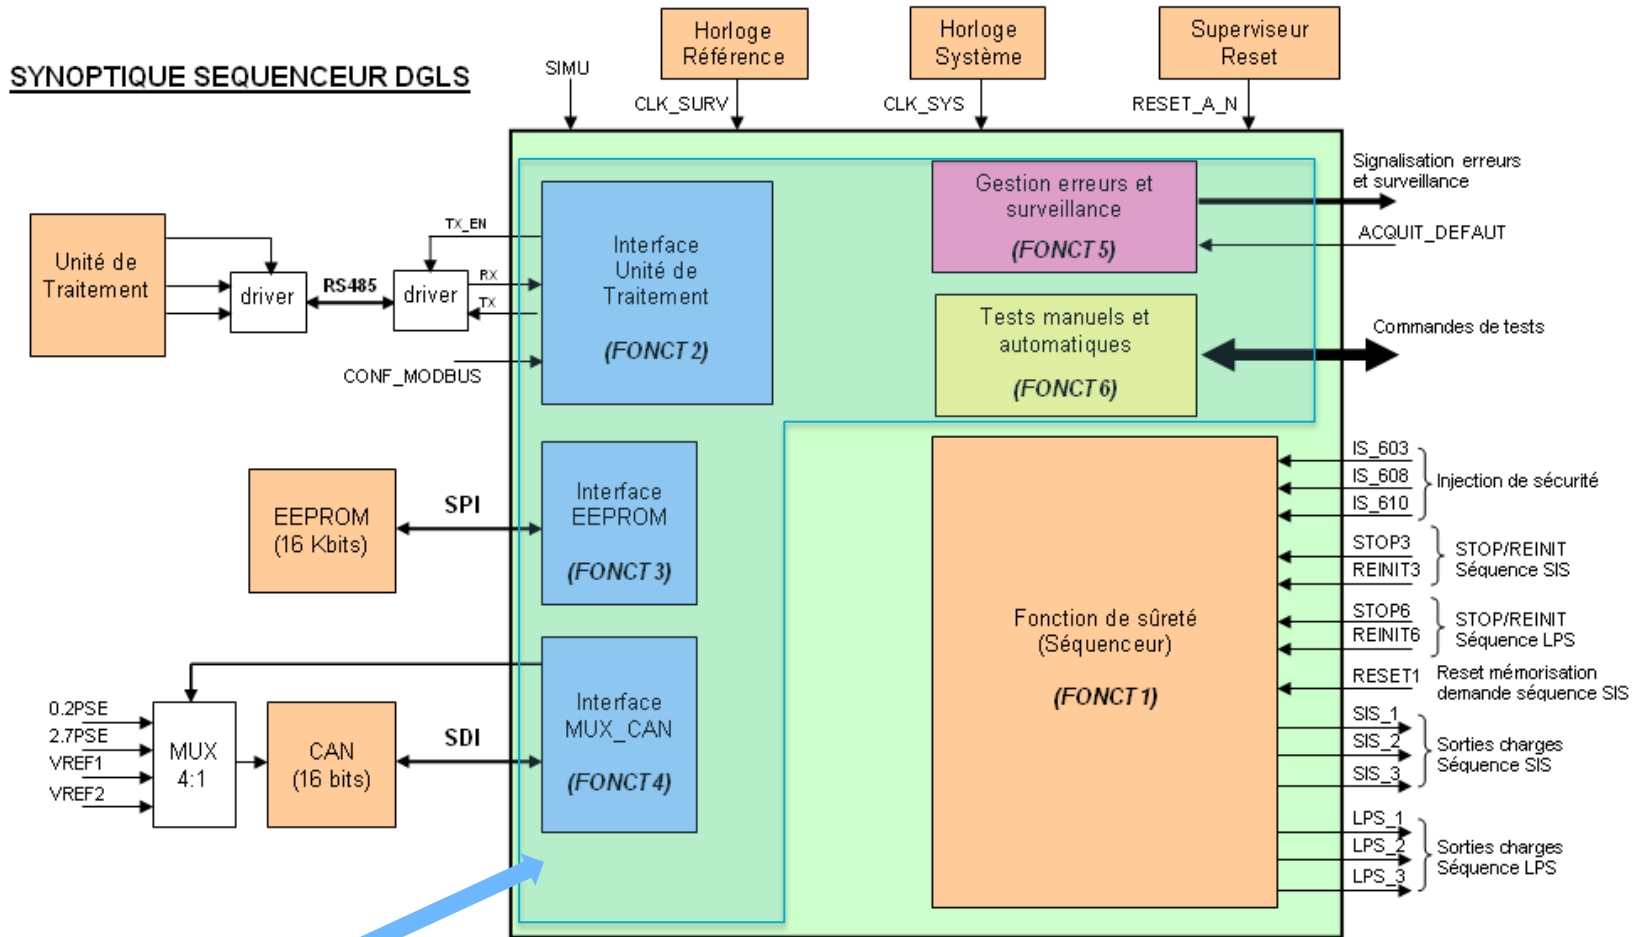 SYNOPTIQUE SEQUENCEUR DGLS
Horloge
Référence
Horloge
Système
Superviseur
Reset
SIMU
CLK_SURV
CLK_SYS
RESET_A_N
Unité de
Traitement
driver
RS485
driver
TX_EN
RX
TX
CONF_MODBUS
Interface
Unité de
Traitement
(FONCT 2)
Gestion erreurs et
surveillance
(FONCT 5)
Signalisation erreurs
et surveillance
ACQUIT_DEFAUT
Tests manuels et
automatiques
(FONCT 6)
Commandes de tests
EEPROM
(16 Kbits)
SPI
Interface
EEPROM
(FONCT 3)
0.2PSE
2.7PSE
VREF1
VREF2
MUX
4:1
CAN
(16 bits)
SDI
Interface
MUX_CAN
(FONCT 4)
Fonction de sûreté
(Séquenceur)
(FONCT 1)
IS_603
IS_608
IS_610
Injection de sécurité
STOP3
REINIT3
STOP/REINIT
Séquence SIS
STOP6
REINIT6
STOP/REINIT
Séquence LPS
RESET1
Reset mémorisation
demande séquence SIS
SIS_1
SIS_2
SIS_3
Sorties charges
Séquence SIS
LPS_1
LPS_2
LPS_3
Sorties charges
Séquence LPS